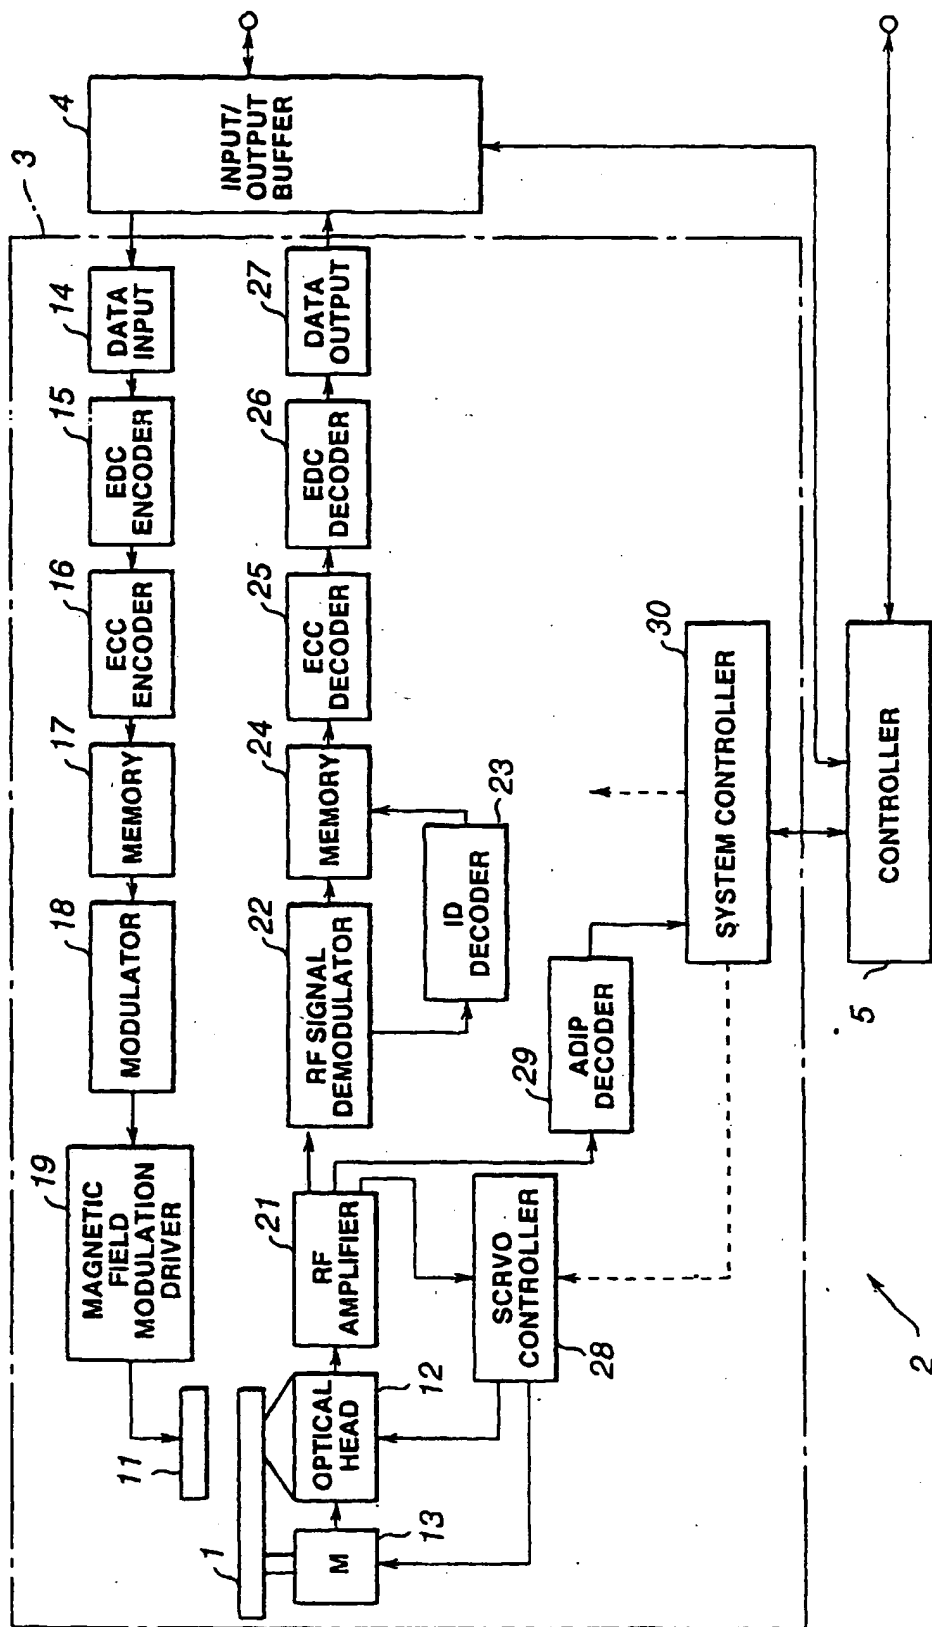 3
4
INPUT/
OUTPUT
BUFFER
14
DATA
INPUT
15
EDC
ENCODER
16
ECC
ENCODER
17
MEMORY
18
MODULATOR
19
MAGNETIC
FIELD
MODULATION
DRIVER
11
1
M
13
OPTICAL
HEAD
12
21
RF
AMPLIFIER
22
RF SIGNAL
DEMODULATOR
24
MEMORY
25
ECC
DECODER
26
EDC
DECODER
27
DATA
OUTPUT
ID
DECODER
23
SCRVO
CONTROLLER
28
29
ADIP
DECODER
30
SYSTEM CONTROLLER
CONTROLLER
5
2